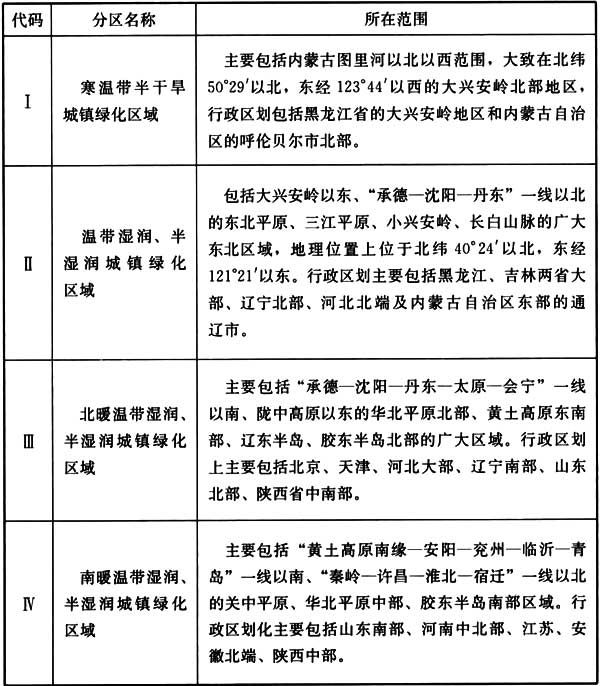 代码 分区名称 所在范围
Ⅰ
寒温带半干旱
城镇绿化区域
主要包括内蒙古图里河以北以西范围，大致在北纬
50°29′以北，东经 123°44′以西的大兴安岭北部地区，
行政区划包括黑龙江省的大兴安岭地区和内蒙古自治
区的呼伦贝尔市北部。
Ⅱ
温带湿润、半
湿润城镇绿化
区域
包括大兴安岭以东、“承德—沈阳—丹东”一线以北
的东北平原、三江平原、小兴安岭、长白山脉的广大
东北区域，地理位置上位于北纬 40°24′以北，东经
121°21′以东。行政区划主要包括黑龙江、吉林两省大
部、辽宁北部、河北北端及内蒙古自治区东部的通
辽市。
Ⅲ
北暖温带湿润、
半湿润城镇绿化
区域
主要包括“承德—沈阳—丹东—太原—会宁”一线
以南、陇中高原以东的华北平原北部、黄土高原东南
部、辽东半岛、胶东半岛北部的广大区域。行政区划
上主要包括北京、天津、河北大部、辽宁南部、山东
北部、陕西省中南部。
Ⅳ
南暖温带湿润、
半湿润城镇绿化
区域
主要包括“黄土高原南缘—安阳—兖州—临沂—青
岛”一线以南、“秦岭—许昌—淮北—宿迁”一线以北
的关中平原、华北平原中部、胶东半岛南部区域。行
政区划化主要包括山东南部、河南中北部、江苏、安
徽北端、陕西中部。